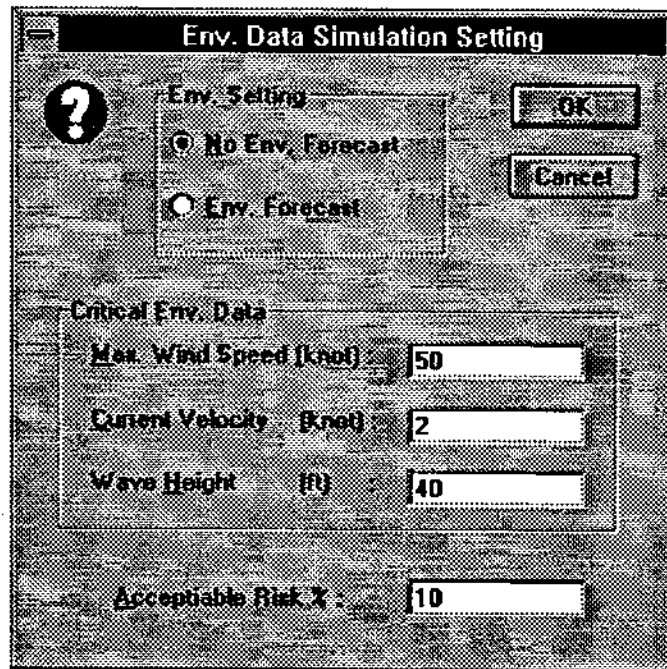 Env. Data Simulation Setting
Env. Setting
No Env. Forecast
Env. Forecast
OK
Cancel
Critical Env. Data
Max. Wind Speed (knot) : 50
Current Velocity (knot) : 2
Wave Height (ft) : 40
Acceptiable Risk % : 10